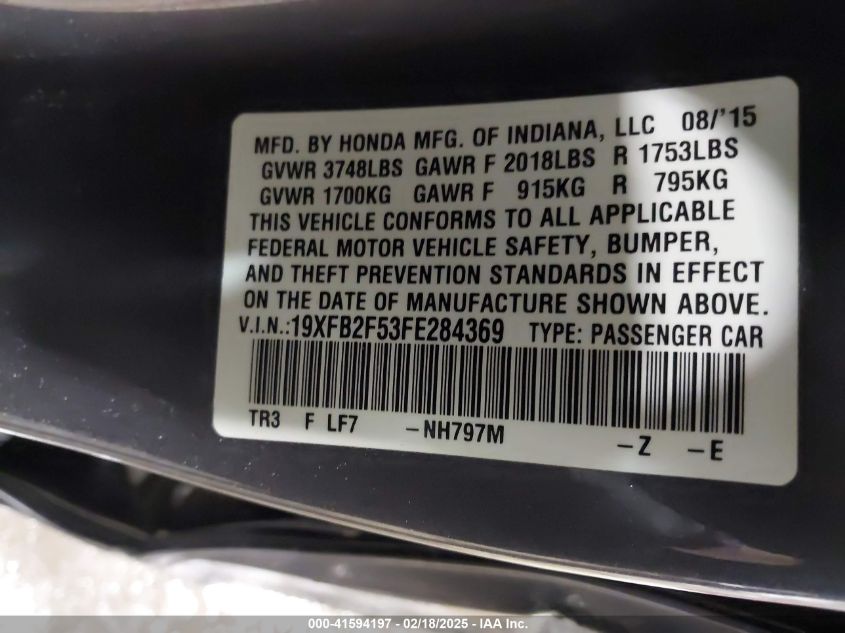 MFD. BY HONDA MFG. OF INDIANA, LLC 08/'15
GVWR 3748LBS GAWR F 2018LBS R 1753LBS
GVWR 1700KG GAWR F 915KG R 795KG
THIS VEHICLE CONFORMS TO ALL APPLICABLE
FEDERAL MOTOR VEHICLE SAFETY, BUMPER,
AND THEFT PREVENTION STANDARDS IN EFFECT
ON THE DATE OF MANUFACTURE SHOWN ABOVE.
V.I.N.:19XFB2F53FE284369 TYPE: PASSENGER CAR
TR3 F LF7 -NH797M -Z -E
000-41594197 - 02/18/2025 - IAA Inc.